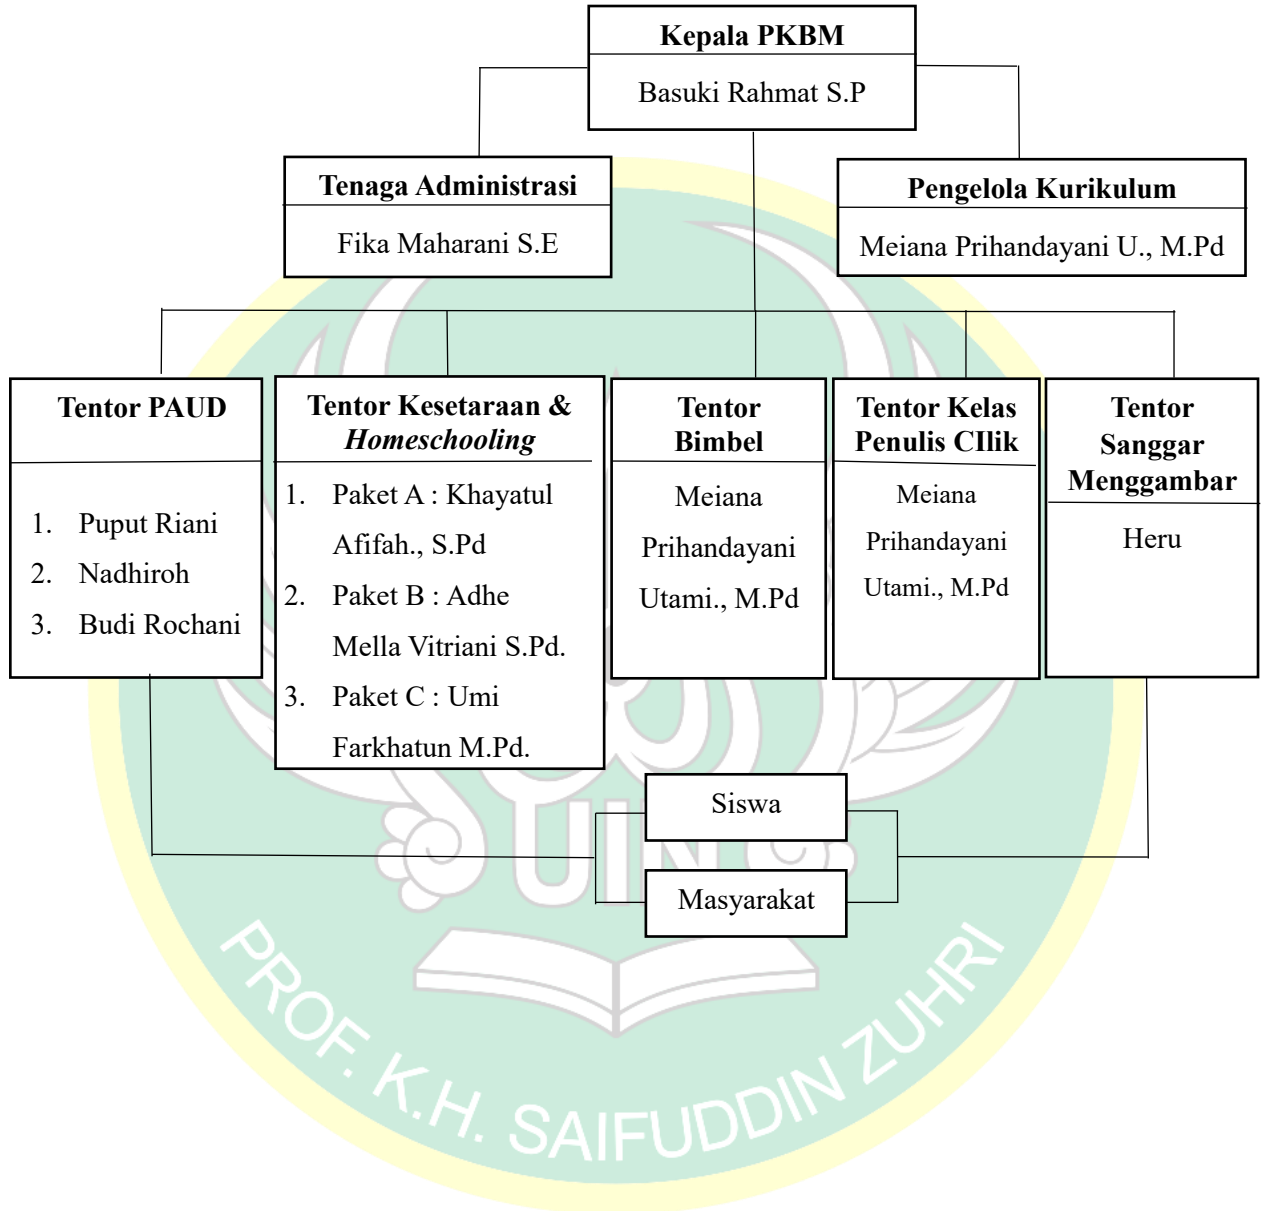 Kepala PKBM
Basuki Rahmat S.P
Tenaga Administrasi
Fika Maharani S.E
Pengelola Kurikulum
Meiana Prihandayani U., M.Pd
Tentor PAUD
1. Puput Riani
2. Nadhiroh
3. Budi Rochani
Tentor Kesetaraan &
Homeschooling
1. Paket A : Khayatul
Afifah., S.Pd
2. Paket B : Adhe
Mella Vitriani S.Pd.
3. Paket C : Umi
Farkhatun M.Pd.
Tentor
Bimbel
Meiana
Prihandayani
Utami., M.Pd
Tentor Kelas
Penulis CIlik
Meiana
Prihandayani
Utami., M.Pd
Tentor
Sanggar
Menggambar
Heru
Siswa
Masyarakat
UIN
PROF. K.H. SAIFUDDIN ZUHRI